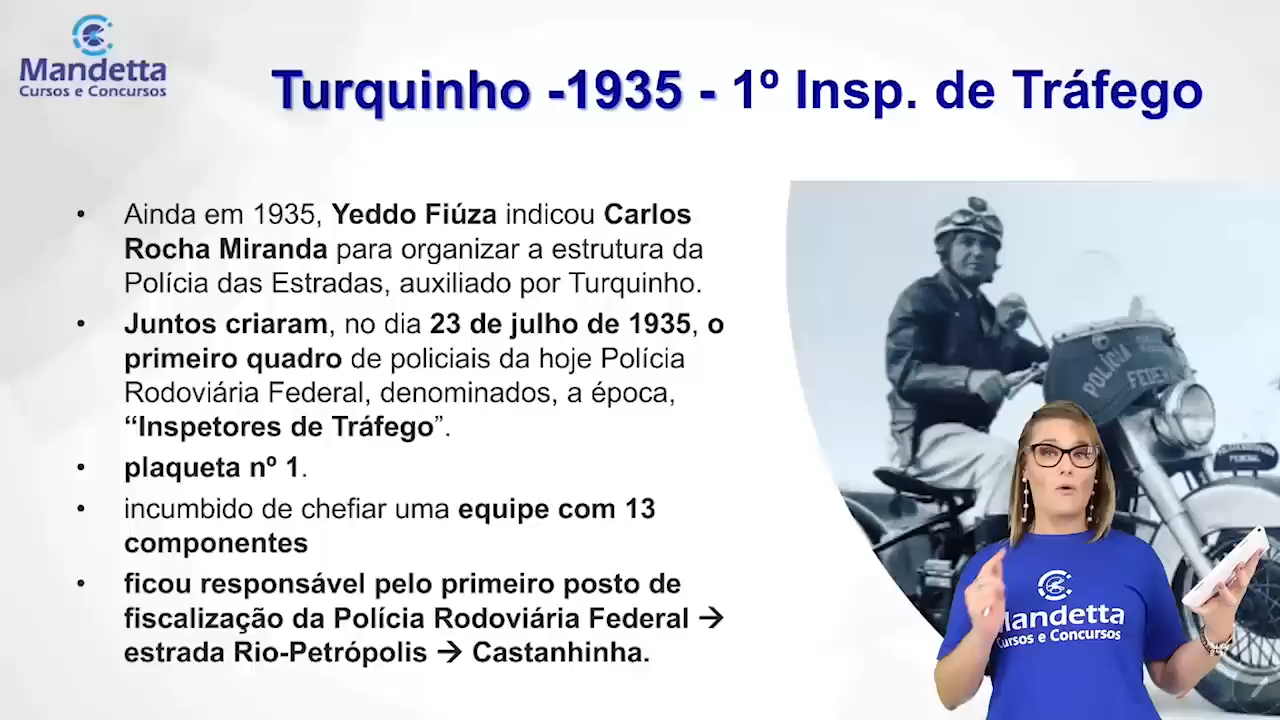 Mandetta
Cursos e Concursos
Turquinho -1935 - 1º Insp. de Tráfego
• Ainda em 1935, Yeddo Fiúza indicou Carlos
Rocha Miranda para organizar a estrutura da
Polícia das Estradas, auxiliado por Turquinho.
• Juntos criaram, no dia 23 de julho de 1935, o
primeiro quadro de policiais da hoje Polícia
Rodoviária Federal, denominados, a época,
“Inspetores de Tráfego”.
• plaqueta nº 1.
• incumbido de chefiar uma equipe com 13
componentes
• ficou responsável pelo primeiro posto de
fiscalização da Polícia Rodoviária Federal →
estrada Rio-Petrópolis → Castanhinha.
POLÍCIA
FEDERAL
Mandetta
Cursos e Concursos